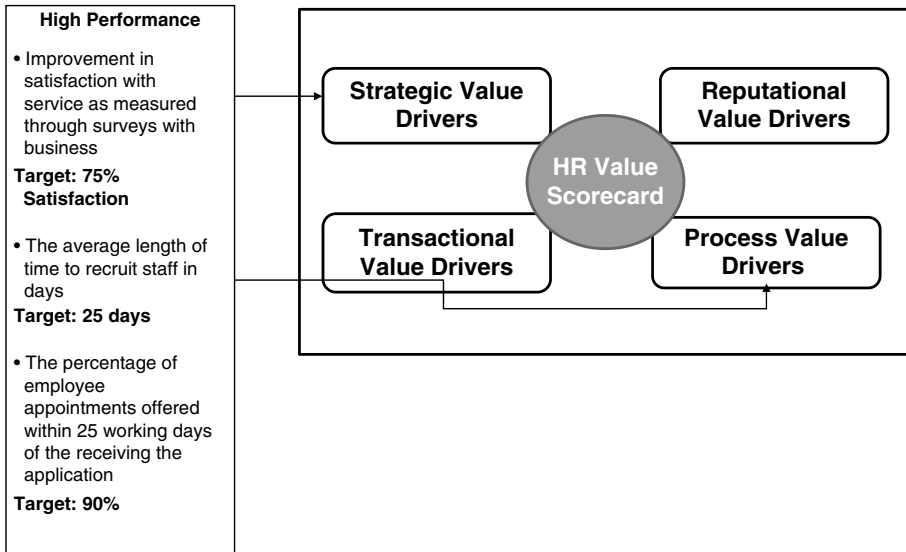 High Performance
• Improvement in
satisfaction with
service as measured
through surveys with
business
Target: 75%
Satisfaction
• The average length of
time to recruit staff in
days
Target: 25 days
• The percentage of
employee
appointments offered
within 25 working days
of the receiving the
application
Target: 90%
Strategic Value
Drivers
Reputational
Value Drivers
HR Value
Scorecard
Transactional
Value Drivers
Process Value
Drivers